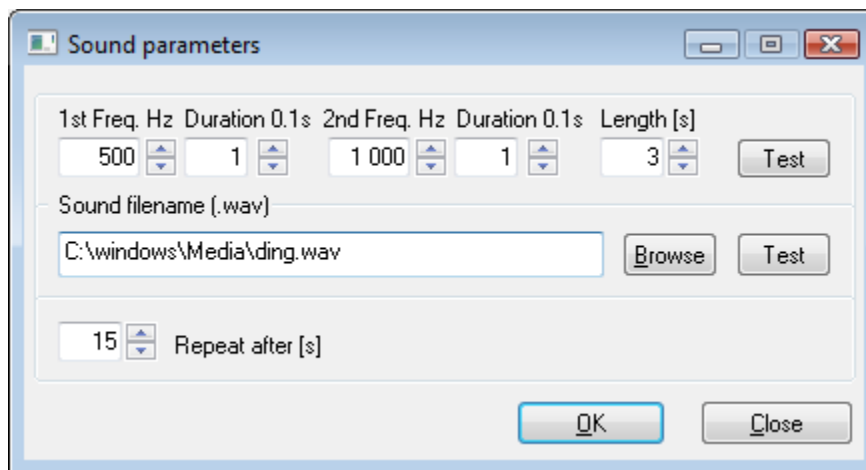 Sound parameters
1st Freq. Hz Duration 0.1s 2nd Freq. Hz Duration 0.1s Length [s]
500 1 1 000 1 3 Test
Sound filename (.wav)
C:\windows\Media\ding.wav Browse Test
15 Repeat after [s]
OK Close